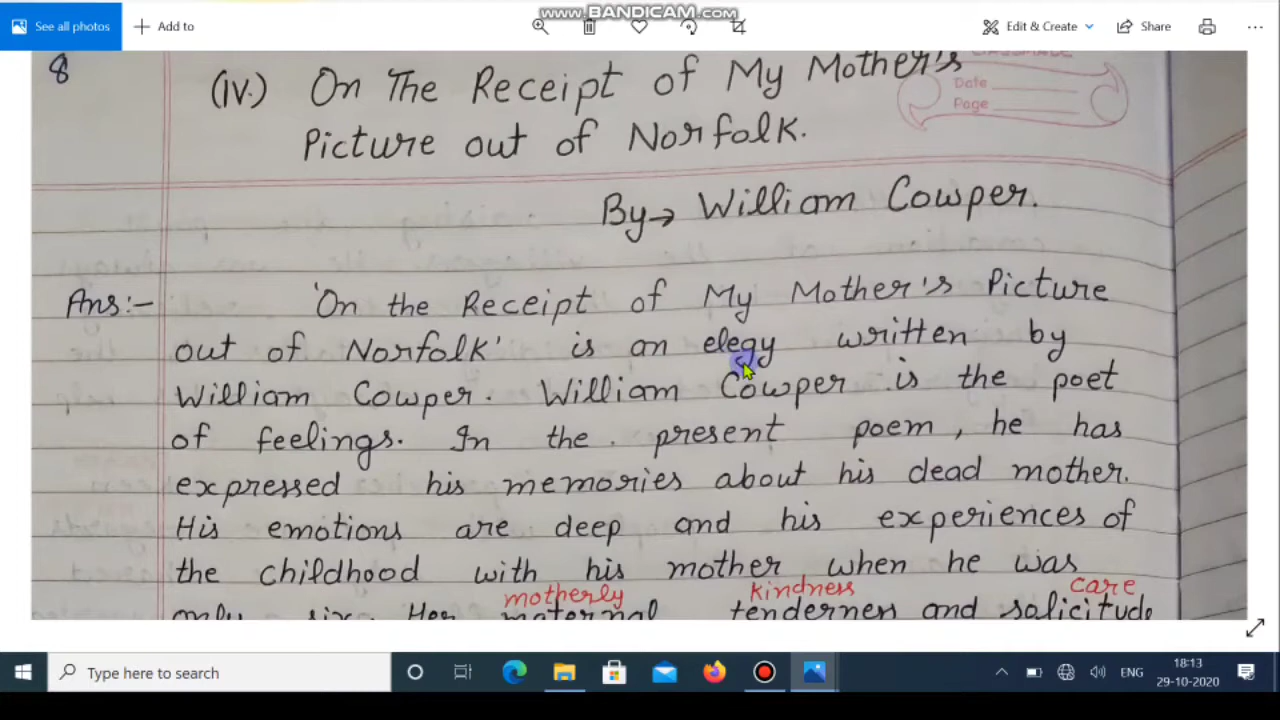 www.BANDICAM.com
See all photos
Add to
Edit & Create
Share
8
(iv.) On The Receipt of My Mother's
Date
Page
Picture out of Norfolk.
By→ William Cowper.
Ans:- 'On the Receipt of My Mother's Picture
out of Norfolk' is an elegy written by
William Cowper. William Cowper is the poet
of feelings. In the present poem, he has
expressed his memories about his dead mother.
His emotions are deep and his experiences of
the childhood with his mother when he was
motherly kindness care
only six. Her maternal tenderness and solicitude
Type here to search
ENG
18:13
29-10-2020